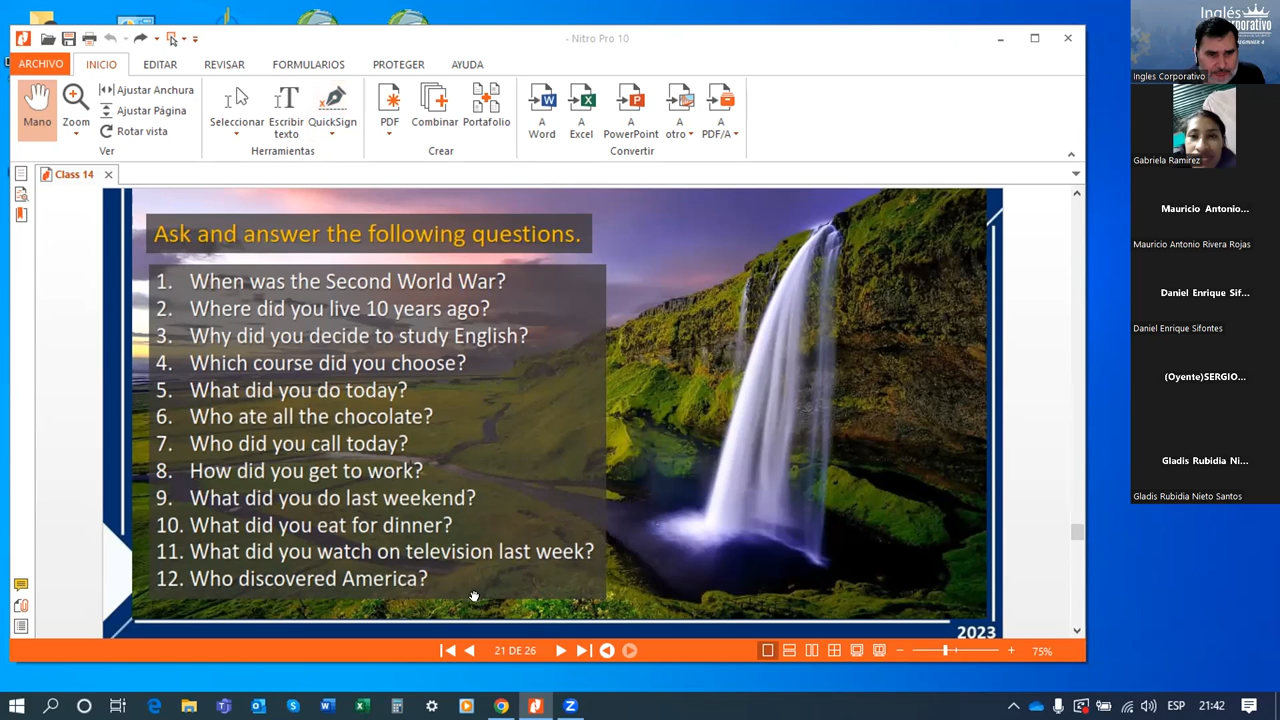 - Nitro Pro 10
ARCHIVO INICIO EDITAR REVISAR FORMULARIOS PROTEGER AYUDA
Mano
Zoom
Ajustar Anchura
Ajustar Página
Rotar vista
Ver
Seleccionar
Escribir texto
QuickSign
Herramientas
PDF
Combinar
Portafolio
Crear
A Word
A Excel
A PowerPoint
A otro
A PDF/A
Convertir
Class 14
Ask and answer the following questions.
1. When was the Second World War?
2. Where did you live 10 years ago?
3. Why did you decide to study English?
4. Which course did you choose?
5. What did you do today?
6. Who ate all the chocolate?
7. Who did you call today?
8. How did you get to work?
9. What did you do last weekend?
10. What did you eat for dinner?
11. What did you watch on television last week?
12. Who discovered America?
2023
21 DE 26
75%
Inglés
Corporativo
BEGINNER 4
Ingles Corporativo
Gabriela Ramirez
Mauricio Antonio...
Mauricio Antonio Rivera Rojas
Daniel Enrique Sif...
Daniel Enrique Sifontes
(Oyente)SERGIO...
Gladis Rubidia Ni...
Gladis Rubidia Nieto Santos
ESP
21:42